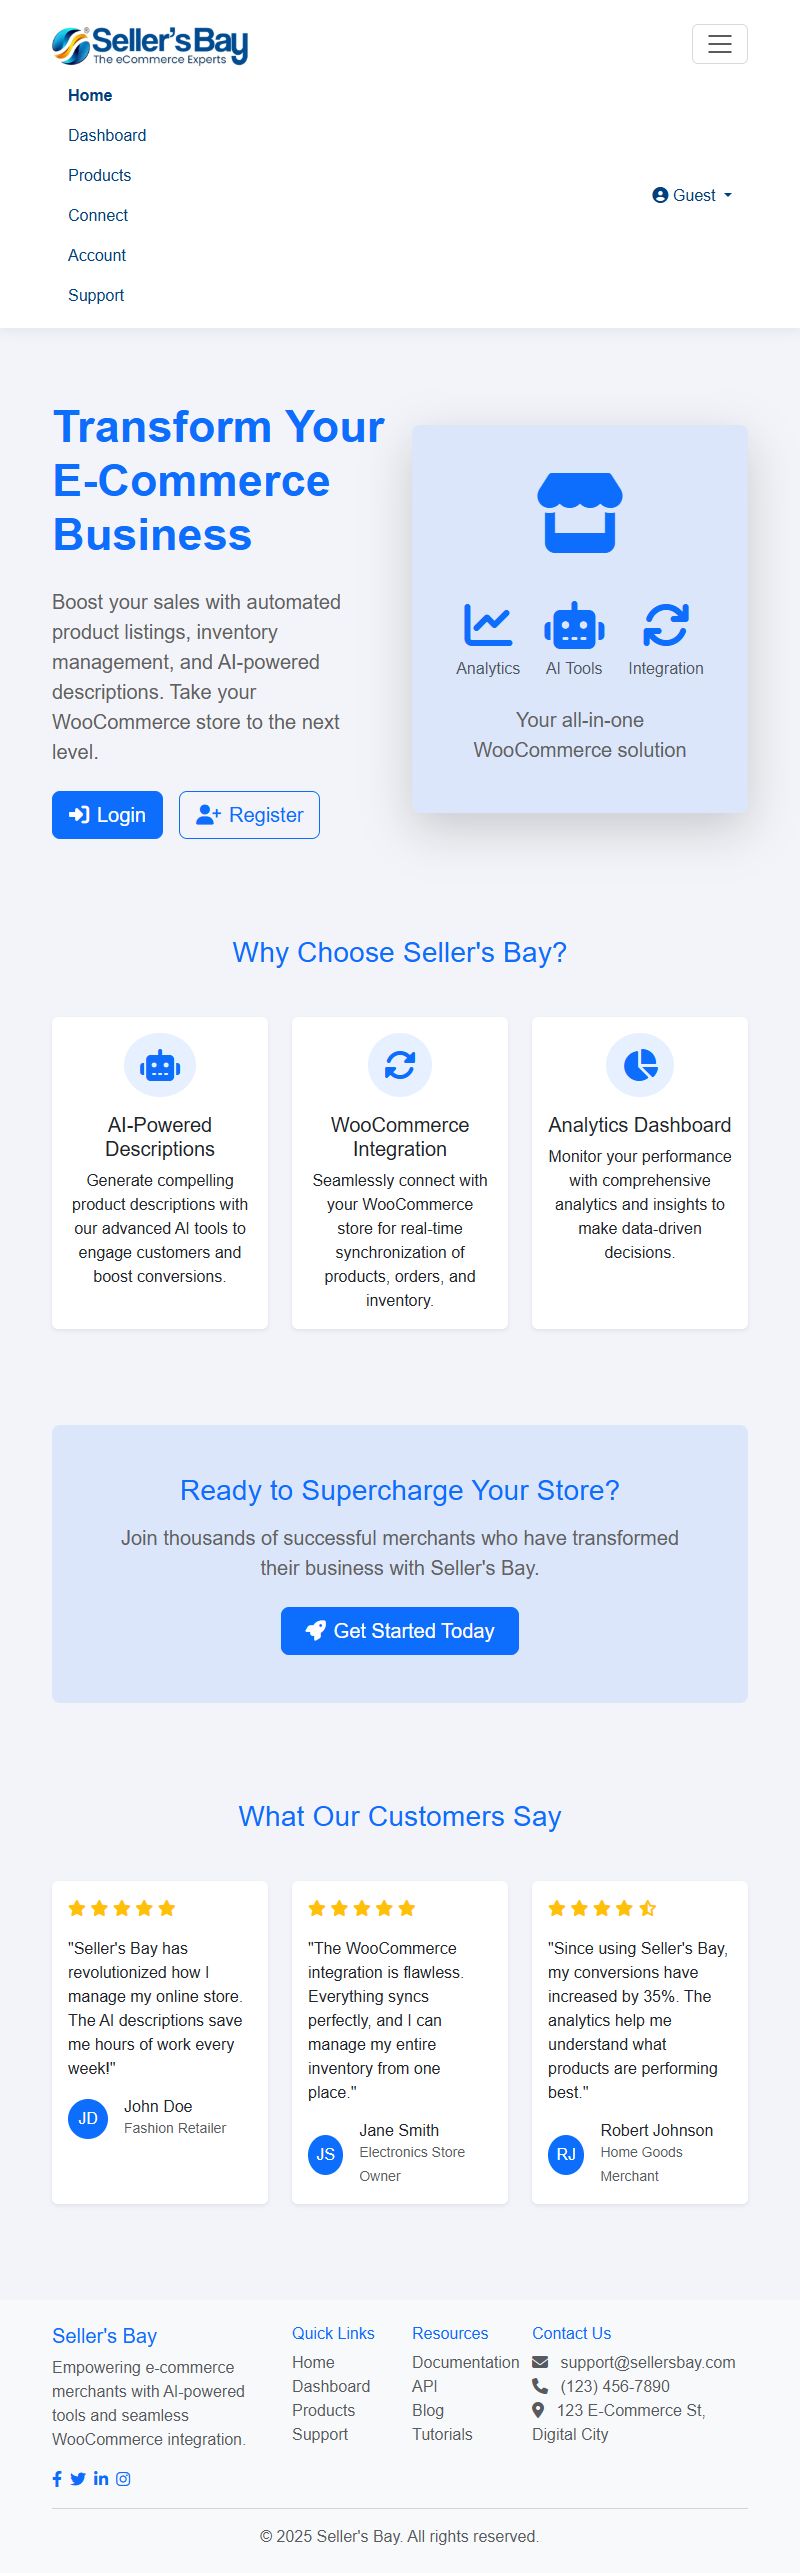 Seller's Bay
The eCommerce Experts
Home
Dashboard
Products
Connect
Account
Support
Guest
Transform Your
E-Commerce
Business
Boost your sales with automated
product listings, inventory
management, and AI-powered
descriptions. Take your
WooCommerce store to the next
level.
Login
Register
Analytics
AI Tools
Integration
Your all-in-one
WooCommerce solution
Why Choose Seller's Bay?
AI-Powered
Descriptions
Generate compelling
product descriptions with
our advanced AI tools to
engage customers and
boost conversions.
WooCommerce
Integration
Seamlessly connect with
your WooCommerce
store for real-time
synchronization of
products, orders, and
inventory.
Analytics Dashboard
Monitor your performance
with comprehensive
analytics and insights to
make data-driven
decisions.
Ready to Supercharge Your Store?
Join thousands of successful merchants who have transformed
their business with Seller's Bay.
Get Started Today
What Our Customers Say
"Seller's Bay has
revolutionized how I
manage my online store.
The AI descriptions save
me hours of work every
week!"
JD
John Doe
Fashion Retailer
"The WooCommerce
integration is flawless.
Everything syncs
perfectly, and I can
manage my entire
inventory from one
place."
JS
Jane Smith
Electronics Store
Owner
"Since using Seller's Bay,
my conversions have
increased by 35%. The
analytics help me
understand what
products are performing
best."
RJ
Robert Johnson
Home Goods
Merchant
Seller's Bay
Empowering e-commerce
merchants with AI-powered
tools and seamless
WooCommerce integration.
Quick Links
Home
Dashboard
Products
Support
Resources
Documentation
API
Blog
Tutorials
Contact Us
support@sellersbay.com
(123) 456-7890
123 E-Commerce St,
Digital City
© 2025 Seller's Bay. All rights reserved.